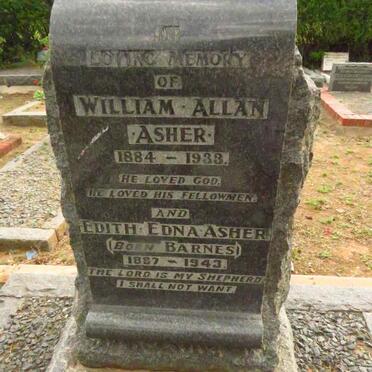 IN
LOVING MEMORY
OF
WILLIAM ALLAN
ASHER
1884 – 1938.
HE LOVED GOD.
HE LOVED HIS FELLOWMEN.
AND
EDITH EDNA ASHER
(BORN BARNES)
1887 – 1943
THE LORD IS MY SHEPHERD
I SHALL NOT WANT